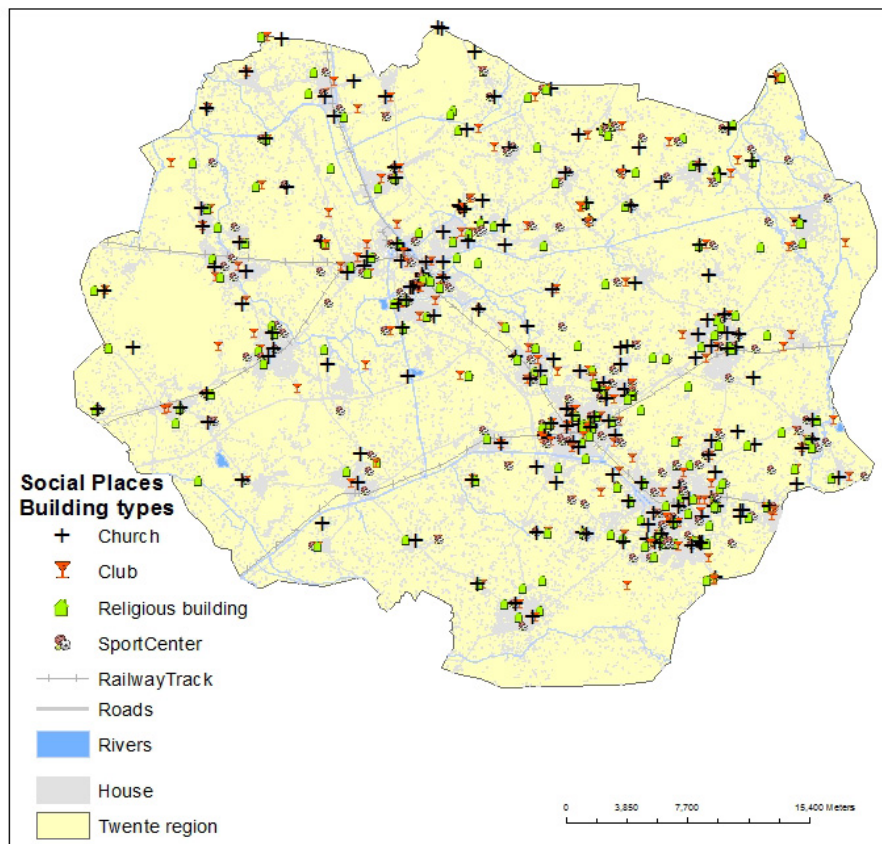 Social Places
Building types
Church
Club
Religious building
SportCenter
RailwayTrack
Roads
Rivers
House
Twente region
0 3,850 7,700 15,400 Meters